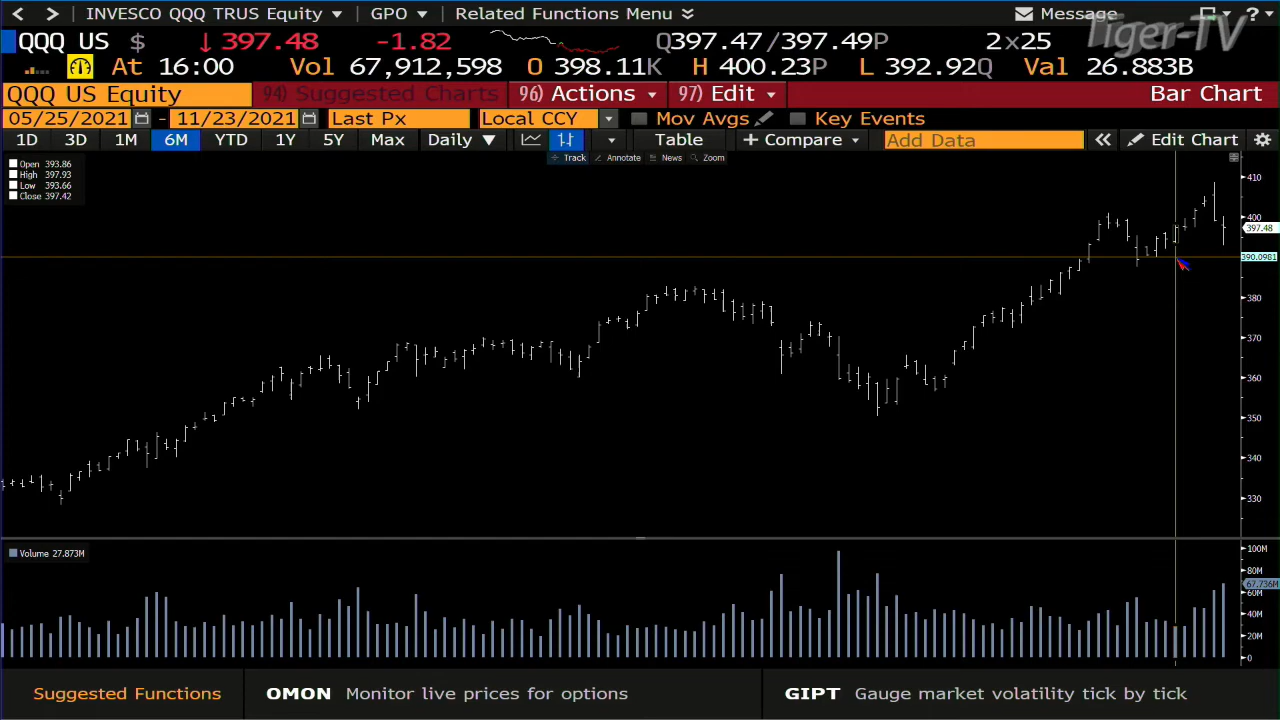 < > INVESCO QQQ TRUS Equity ▼ GPO ▼ Related Functions Menu Message ?
Tiger-TV
QQQ US $ ↓ 397.48 -1.82 Q397.47/397.49P 2x25
At 16:00 Vol 67,912,598 O 398.11K H 400.23P L 392.92Q Val 26.883B
QQQ US Equity 94) Suggested Charts 96) Actions 97) Edit Bar Chart
05/25/2021 - 11/23/2021 Last Px Local CCY Mov Avgs Key Events
1D 3D 1M 6M YTD 1Y 5Y Max Daily ▼ Table + Compare Add Data « Edit Chart
Track Annotate News Zoom
Open 393.86
High 397.93
Low 393.66
Close 397.42
410
400
397.48
390.0981
380
370
360
350
340
330
Volume 27.873M
100M
80M
67.736M
60M
40M
20M
0
Suggested Functions OMON Monitor live prices for options GIPT Gauge market volatility tick by tick